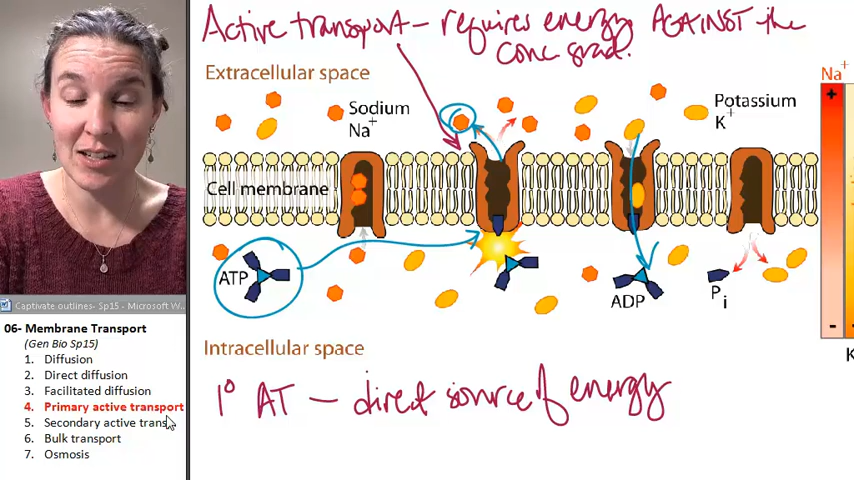 Active transport – requires energy AGAINST the
conc grad.
Extracellular space
Na+
+
Sodium
Na+
Potassium
K+
Cell membrane
ATP
ADP
Pi
-
K
Intracellular space
1° AT – direct source of energy
Captivate outlines- Sp15 - Microsoft W...
06- Membrane Transport
(Gen Bio Sp15)
1. Diffusion
2. Direct diffusion
3. Facilitated diffusion
4. Primary active transport
5. Secondary active trans
6. Bulk transport
7. Osmosis